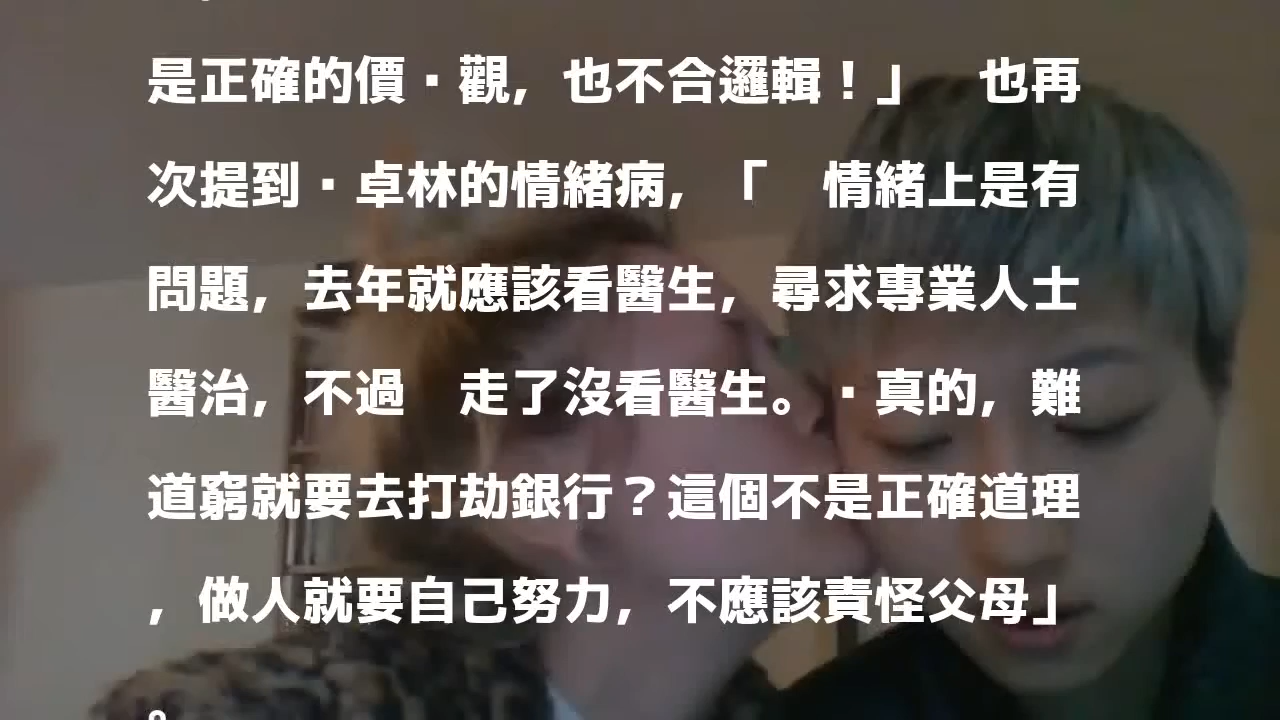 是正確的價·觀，也不合邏輯！」　也再
次提到·卓林的情緒病，「　情緒上是有
問題，去年就應該看醫生，尋求專業人士
醫治，不過　走了沒看醫生。·真的，難
道窮就要去打劫銀行？這個不是正確道理
，做人就要自己努力，不應該責怪父母」
。